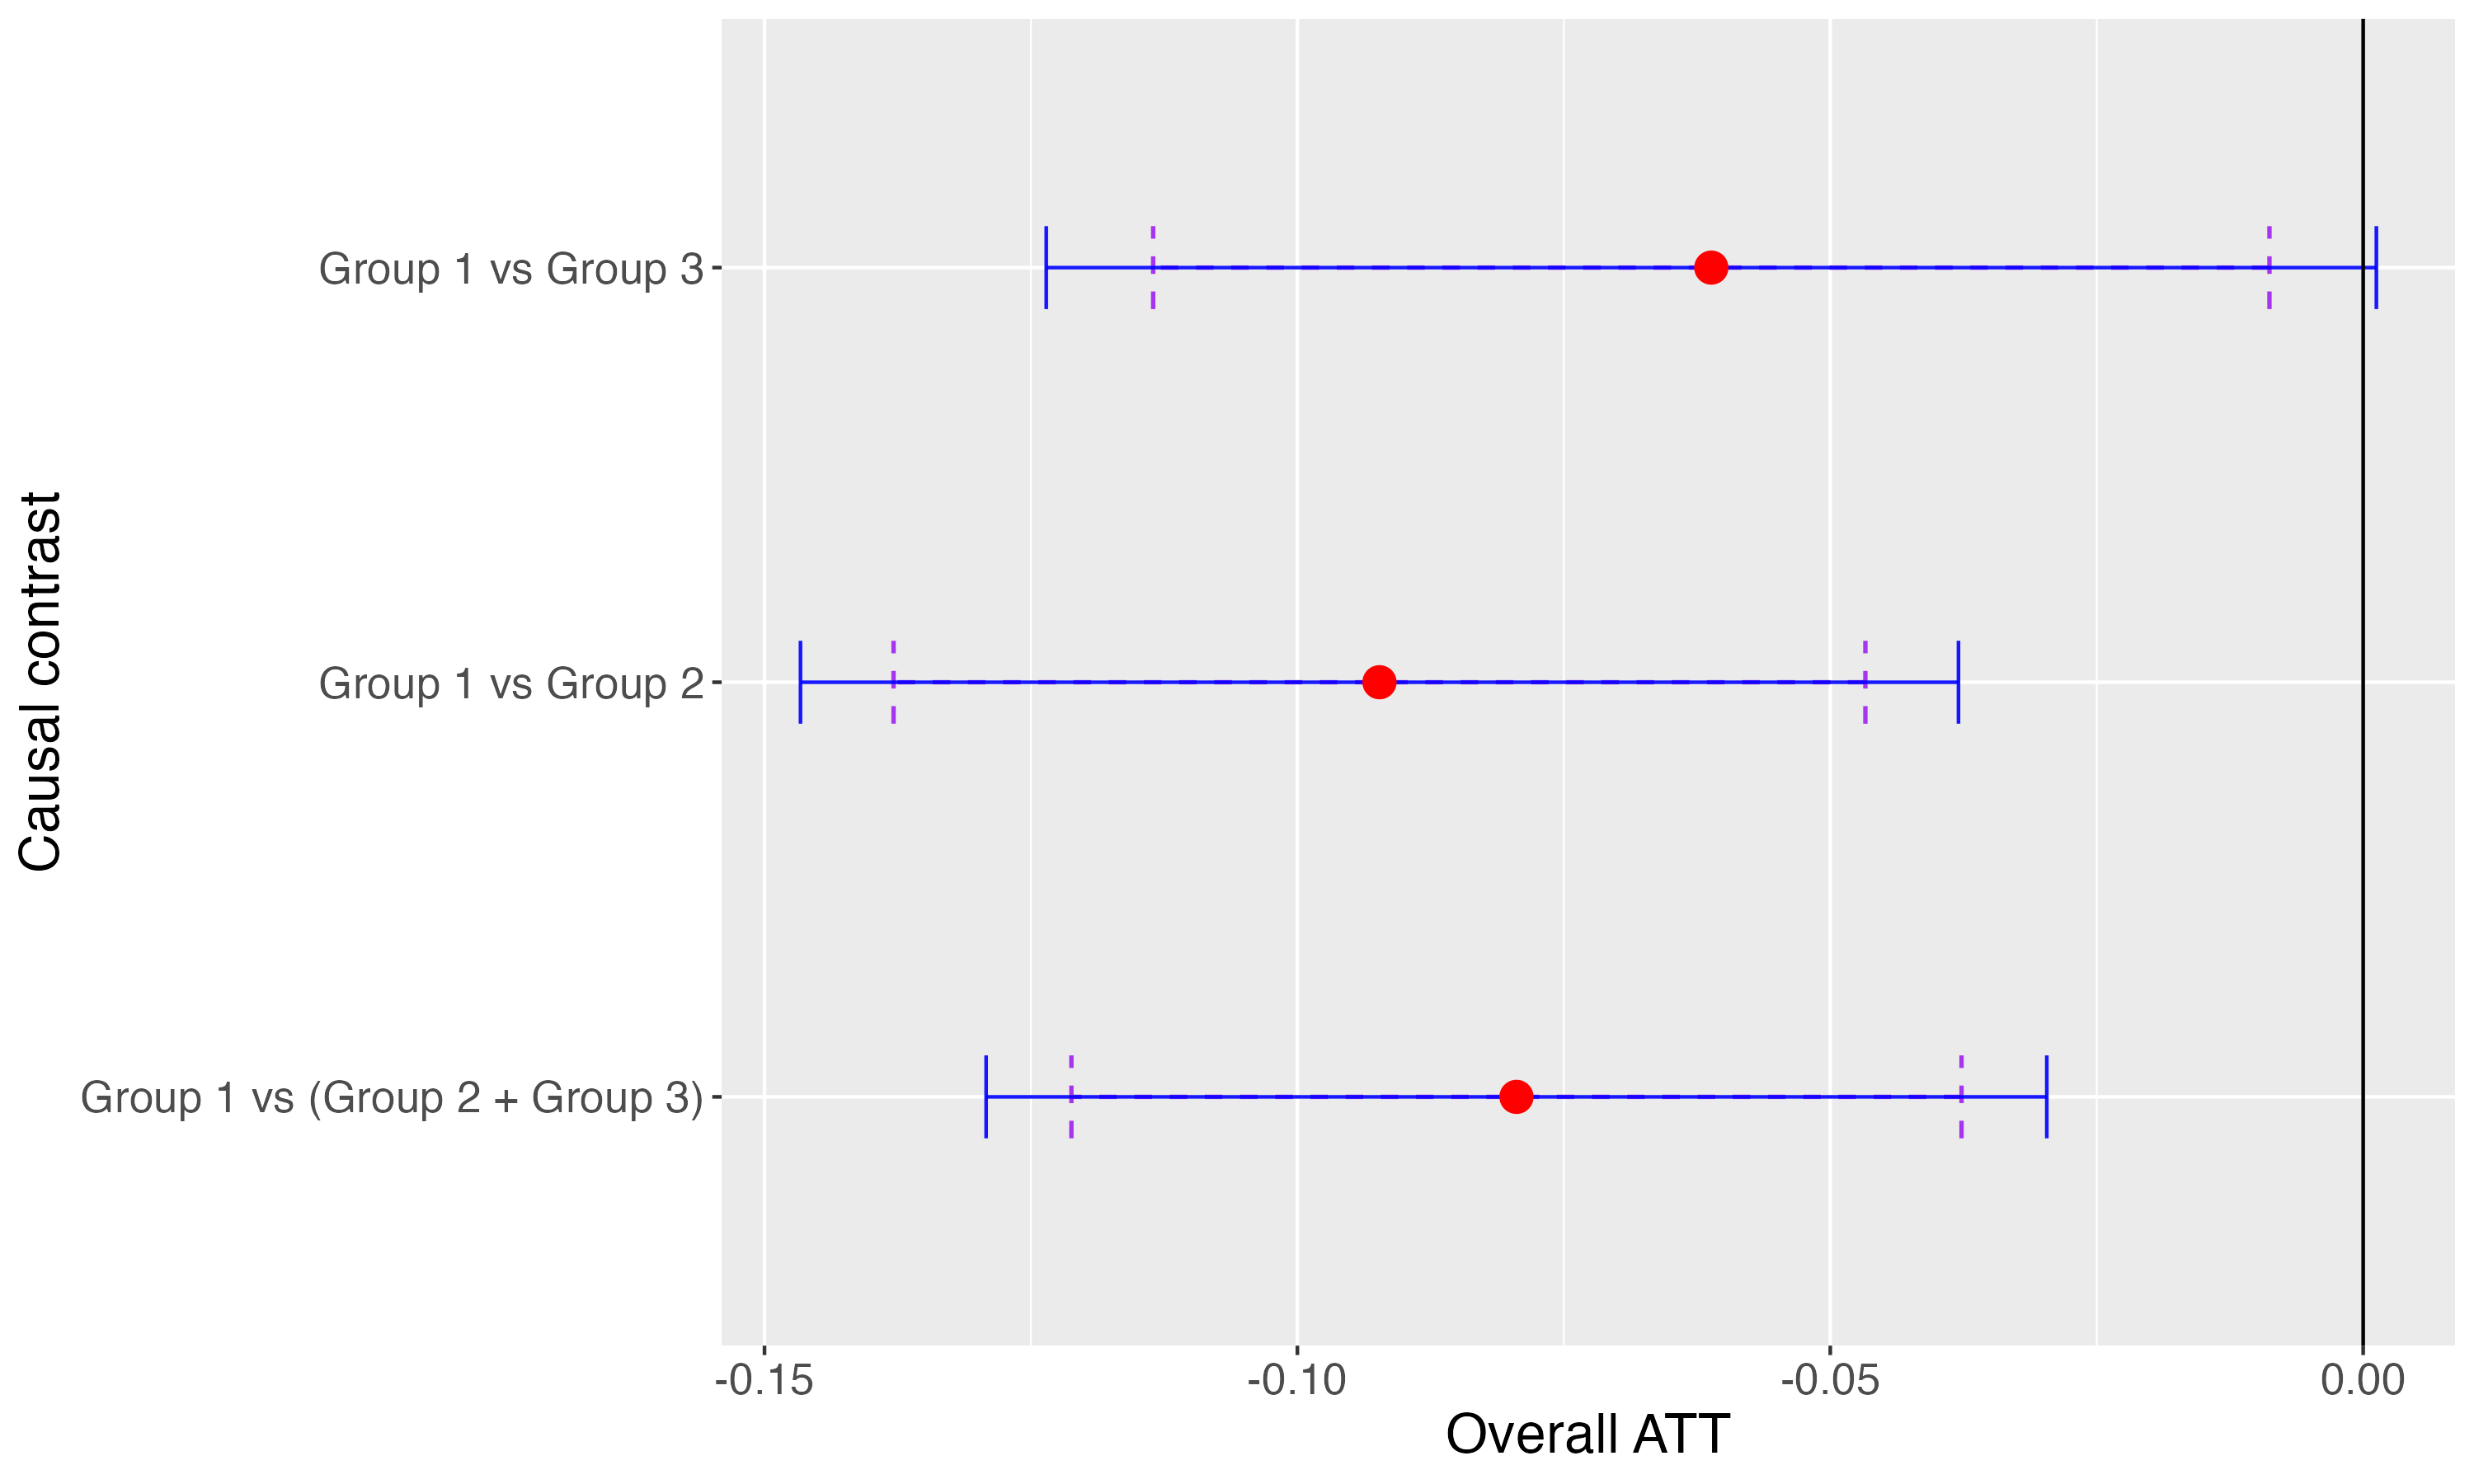 Causal contrast
Group 1 vs Group 3
Group 1 vs Group 2
Group 1 vs (Group 2 + Group 3)
-0.15 -0.10 -0.05 0.00
Overall ATT